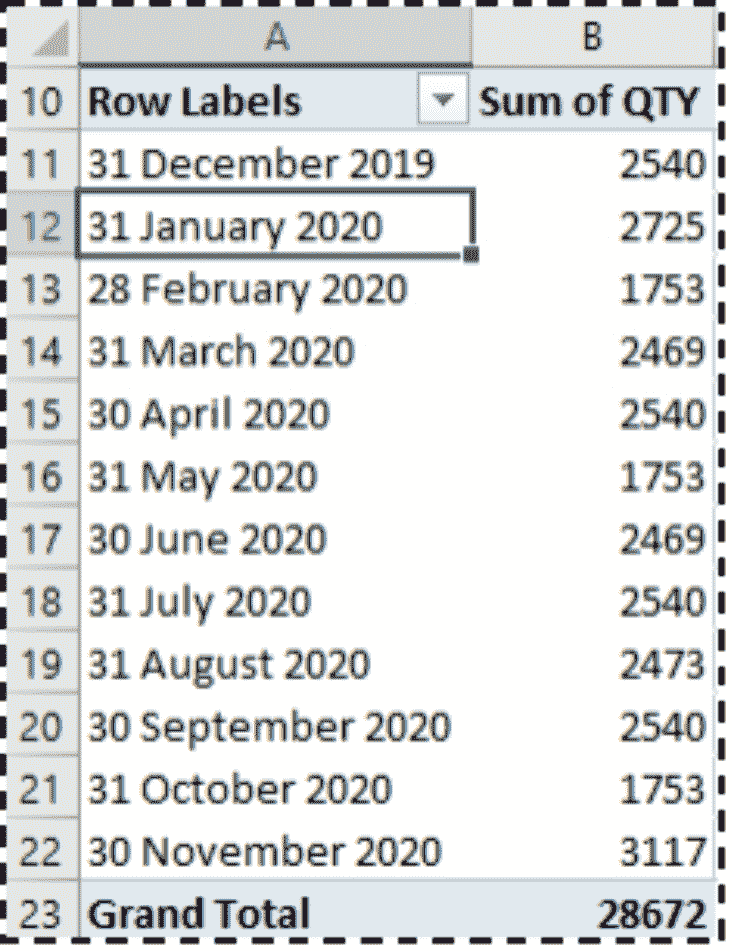 A B
10 Row Labels Sum of QTY
11 31 December 2019 2540
12 31 January 2020 2725
13 28 February 2020 1753
14 31 March 2020 2469
15 30 April 2020 2540
16 31 May 2020 1753
17 30 June 2020 2469
18 31 July 2020 2540
19 31 August 2020 2473
20 30 September 2020 2540
21 31 October 2020 1753
22 30 November 2020 3117
23 Grand Total 28672